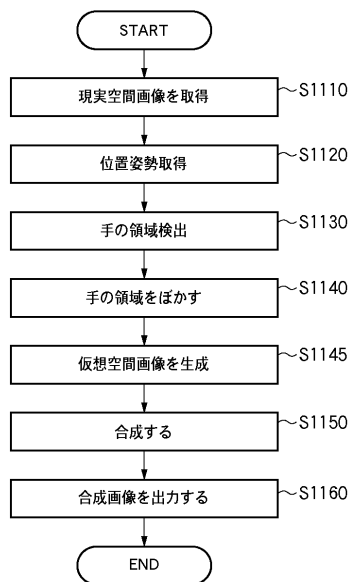 START
現実空間画像を取得
S1110
位置姿勢取得
S1120
手の領域検出
S1130
手の領域をぼかす
S1140
仮想空間画像を生成
S1145
合成する
S1150
合成画像を出力する
S1160
END